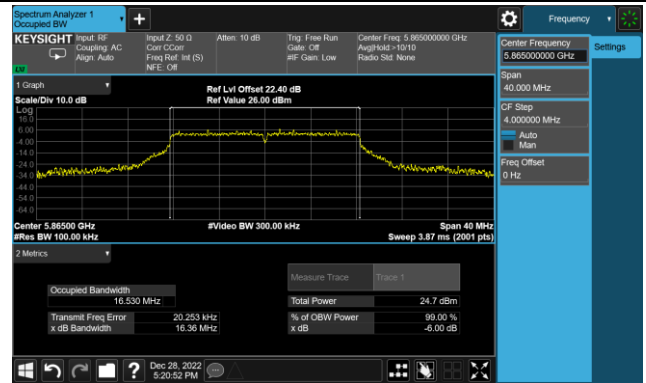 Spectrum Analyzer 1
Occupied BW
Frequency
KEYSIGHT Input: RF
Coupling: AC
Align: Auto
Input Z: 50 Ω
Corr CCorr
Freq Ref: Int (S)
NFE: Off
Atten: 10 dB
Trig: Free Run
Gate: Off
#IF Gain: Low
Center Freq: 5.865000000 GHz
Avg|Hold:>10/10
Radio Std: None
1 Graph
Scale/Div 10.0 dB
Ref Lvl Offset 22.40 dB
Ref Value 26.00 dBm
Log
16.0
6.00
-4.00
-14.0
-24.0
-34.0
-44.0
-54.0
-64.0
Center 5.86500 GHz
#Res BW 100.00 kHz
#Video BW 300.00 kHz
Span 40 MHz
Sweep 3.87 ms (2001 pts)
2 Metrics
Measure Trace
Trace 1
Occupied Bandwidth
16.530 MHz
Total Power
24.7 dBm
Transmit Freq Error
20.253 kHz
% of OBW Power
99.00 %
x dB Bandwidth
16.36 MHz
x dB
-6.00 dB
Center Frequency
5.865000000 GHz
Settings
Span
40.000 MHz
CF Step
4.000000 MHz
Auto
Man
Freq Offset
0 Hz
Dec 28, 2022
5:20:52 PM